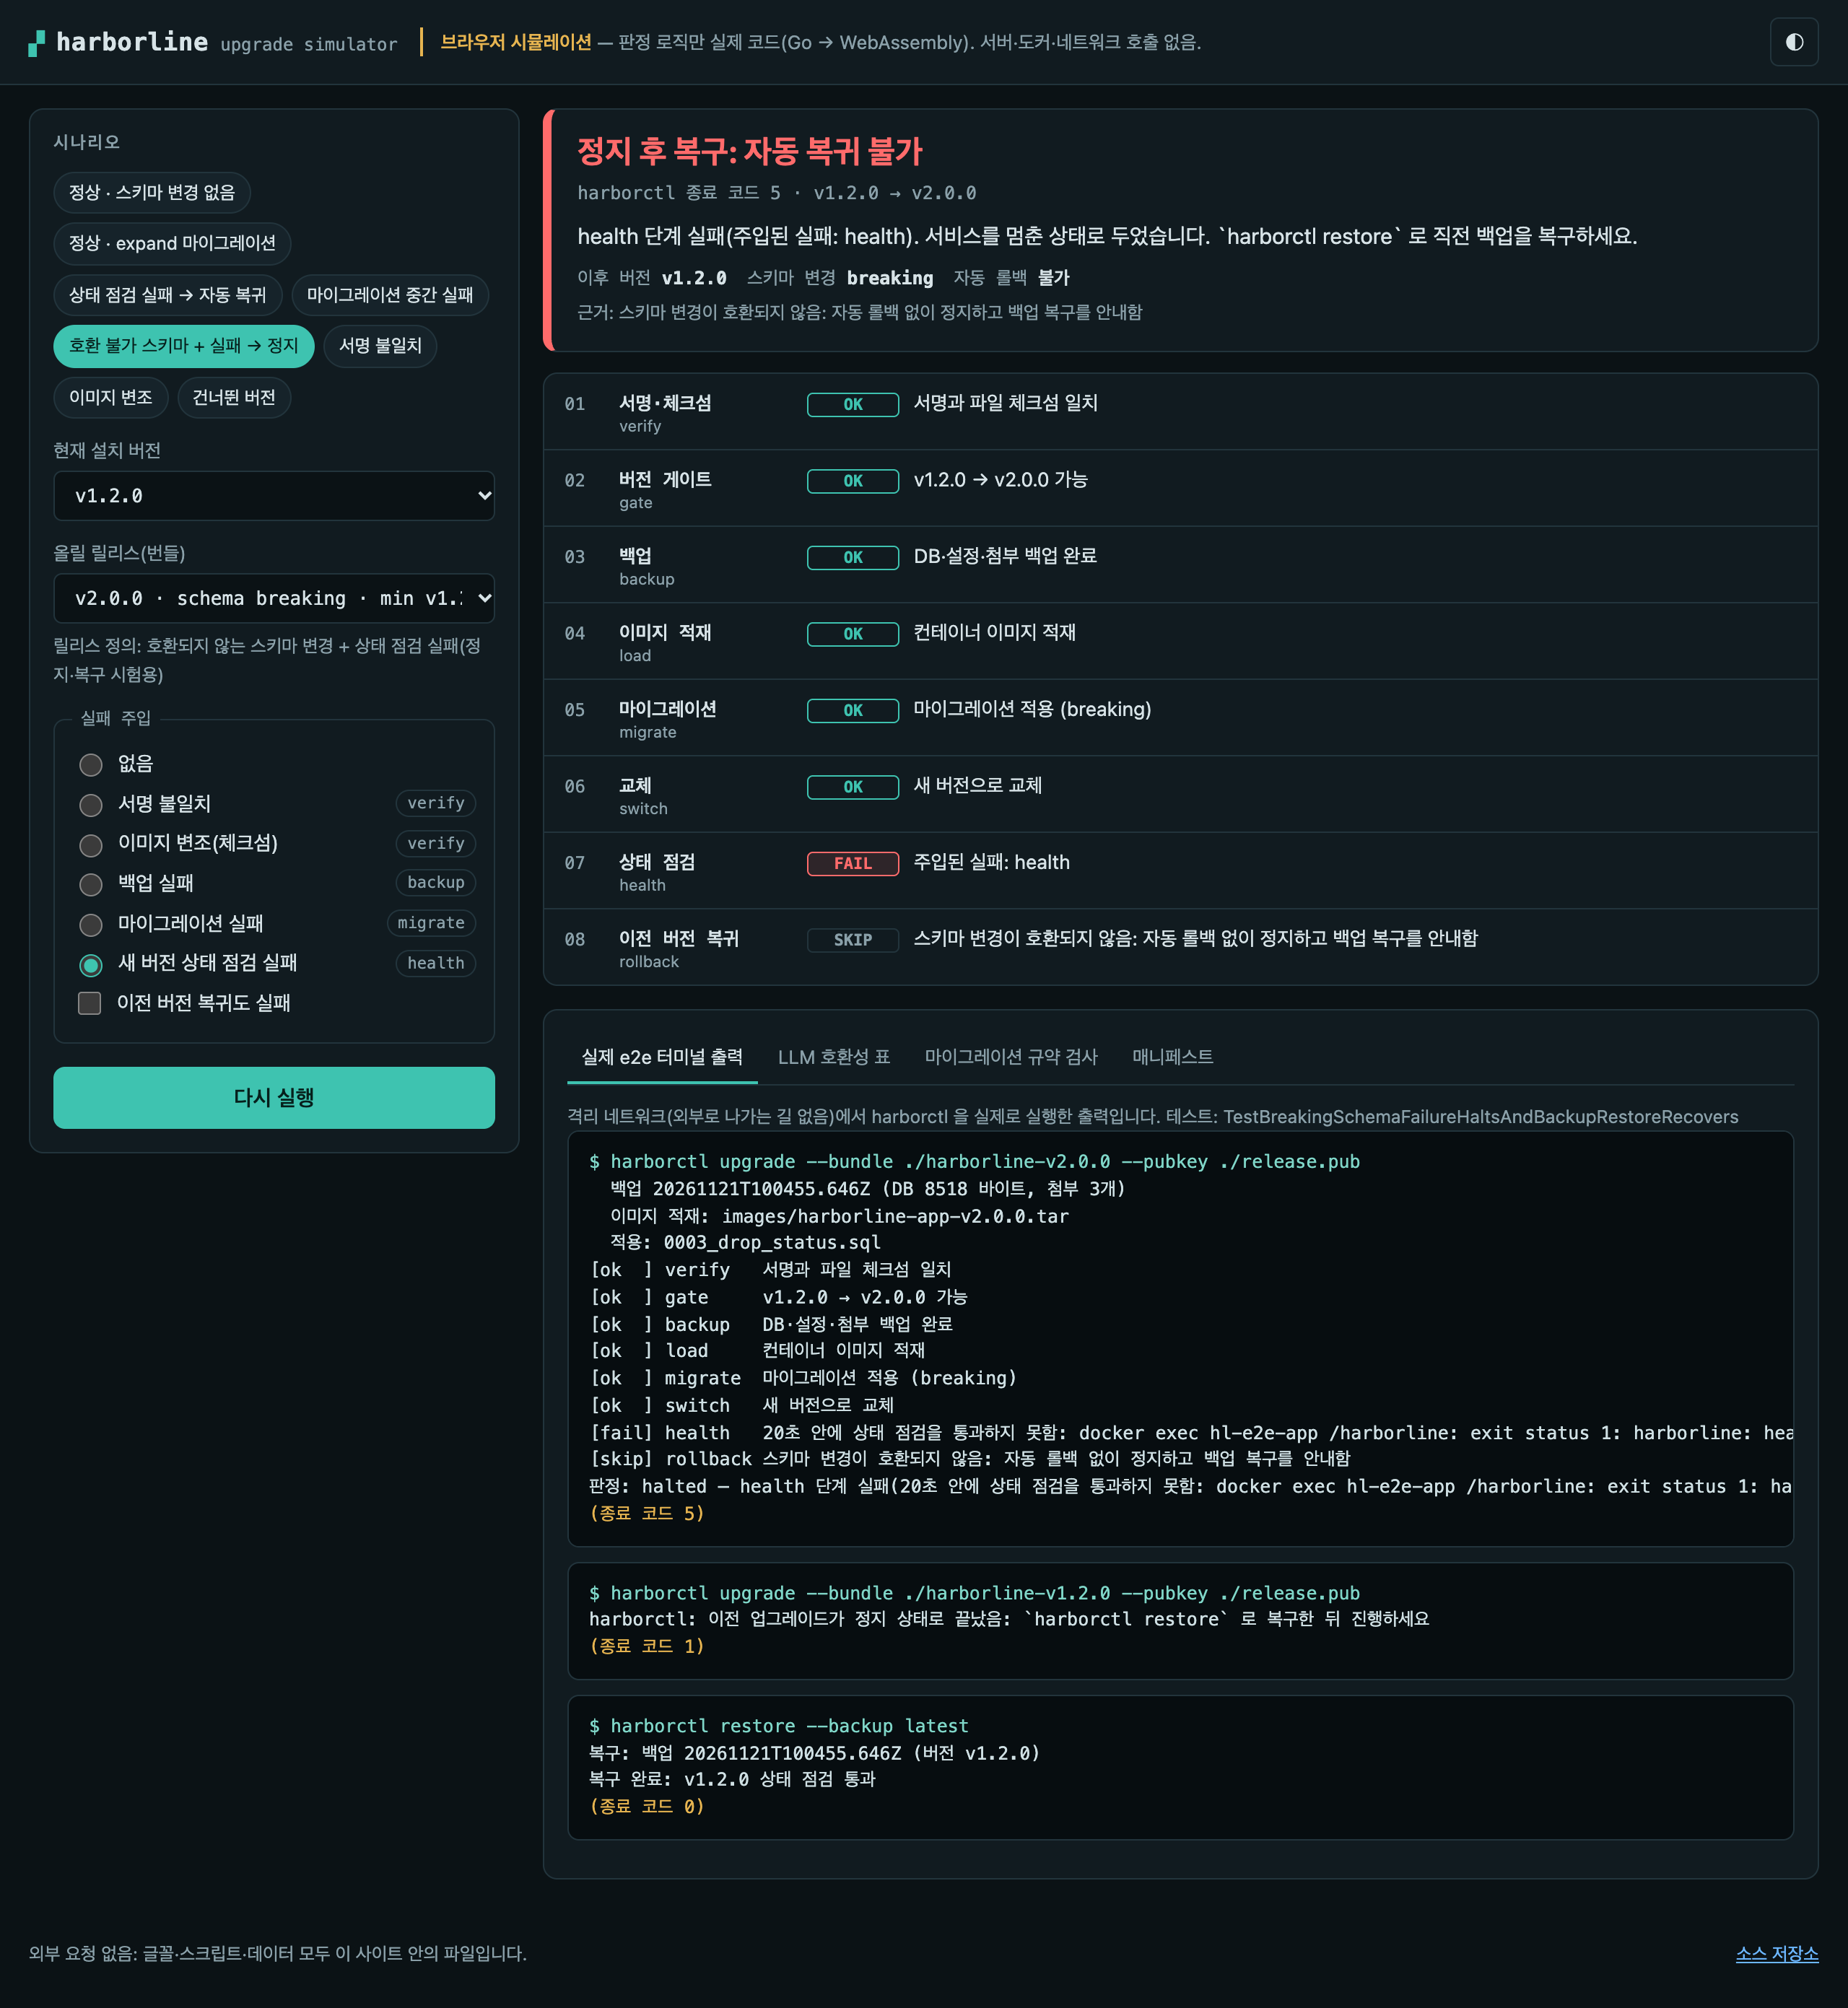 harborline upgrade simulator
브라우저 시뮬레이션 — 판정 로직만 실제 코드(Go → WebAssembly). 서버·도커·네트워크 호출 없음.
시나리오
정상 · 스키마 변경 없음
정상 · expand 마이그레이션
상태 점검 실패 → 자동 복귀
마이그레이션 중간 실패
호환 불가 스키마 + 실패 → 정지
서명 불일치
이미지 변조
건너뛴 버전
현재 설치 버전
v1.2.0
올릴 릴리스(번들)
v2.0.0 · schema breaking · min v1.
릴리스 정의: 호환되지 않는 스키마 변경 + 상태 점검 실패(정
지·복구 시험용)
실패 주입
없음
서명 불일치 verify
이미지 변조(체크섬) verify
백업 실패 backup
마이그레이션 실패 migrate
새 버전 상태 점검 실패 health
이전 버전 복귀도 실패
다시 실행
정지 후 복구: 자동 복귀 불가
harborctl 종료 코드 5 · v1.2.0 → v2.0.0
health 단계 실패(주입된 실패: health). 서비스를 멈춘 상태로 두었습니다. `harborctl restore` 로 직전 백업을 복구하세요.
이후 버전 v1.2.0 스키마 변경 breaking 자동 롤백 불가
근거: 스키마 변경이 호환되지 않음: 자동 롤백 없이 정지하고 백업 복구를 안내함
01 서명·체크섬 OK 서명과 파일 체크섬 일치
verify
02 버전 게이트 OK v1.2.0 → v2.0.0 가능
gate
03 백업 OK DB·설정·첨부 백업 완료
backup
04 이미지 적재 OK 컨테이너 이미지 적재
load
05 마이그레이션 OK 마이그레이션 적용 (breaking)
migrate
06 교체 OK 새 버전으로 교체
switch
07 상태 점검 FAIL 주입된 실패: health
health
08 이전 버전 복귀 SKIP 스키마 변경이 호환되지 않음: 자동 롤백 없이 정지하고 백업 복구를 안내함
rollback
실제 e2e 터미널 출력 LLM 호환성 표 마이그레이션 규약 검사 매니페스트
격리 네트워크(외부로 나가는 길 없음)에서 harborctl 을 실제로 실행한 출력입니다. 테스트: TestBreakingSchemaFailureHaltsAndBackupRestoreRecovers
$ harborctl upgrade --bundle ./harborline-v2.0.0 --pubkey ./release.pub
백업 20261121T100455.646Z (DB 8518 바이트, 첨부 3개)
이미지 적재: images/harborline-app-v2.0.0.tar
적용: 0003_drop_status.sql
[ok  ] verify   서명과 파일 체크섬 일치
[ok  ] gate     v1.2.0 → v2.0.0 가능
[ok  ] backup   DB·설정·첨부 백업 완료
[ok  ] load     컨테이너 이미지 적재
[ok  ] migrate  마이그레이션 적용 (breaking)
[ok  ] switch   새 버전으로 교체
[fail] health   20초 안에 상태 점검을 통과하지 못함: docker exec hl-e2e-app /harborline: exit status 1: harborline: hea
[skip] rollback 스키마 변경이 호환되지 않음: 자동 롤백 없이 정지하고 백업 복구를 안내함
판정: halted — health 단계 실패(20초 안에 상태 점검을 통과하지 못함: docker exec hl-e2e-app /harborline: exit status 1: ha
(종료 코드 5)
$ harborctl upgrade --bundle ./harborline-v1.2.0 --pubkey ./release.pub
harborctl: 이전 업그레이드가 정지 상태로 끝났음: `harborctl restore` 로 복구한 뒤 진행하세요
(종료 코드 1)
$ harborctl restore --backup latest
복구: 백업 20261121T100455.646Z (버전 v1.2.0)
복구 완료: v1.2.0 상태 점검 통과
(종료 코드 0)
외부 요청 없음: 글꼴·스크립트·데이터 모두 이 사이트 안의 파일입니다.
소스 저장소